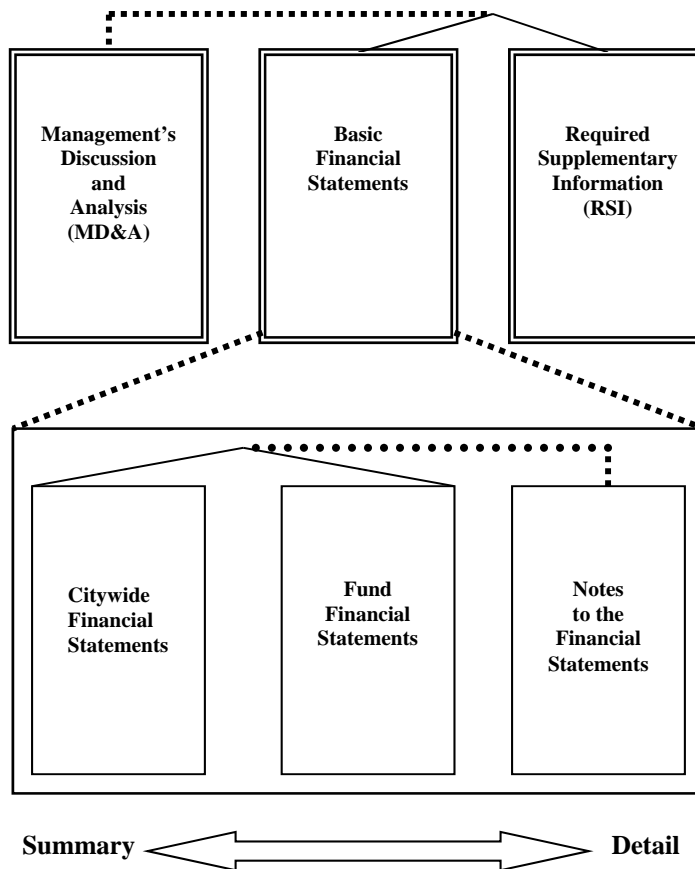 Management’s
Discussion
and
Analysis
(MD&A)
Basic
Financial
Statements
Required
Supplementary
Information
(RSI)
Citywide
Financial
Statements
Fund
Financial
Statements
Notes
to the
Financial
Statements
Summary
Detail